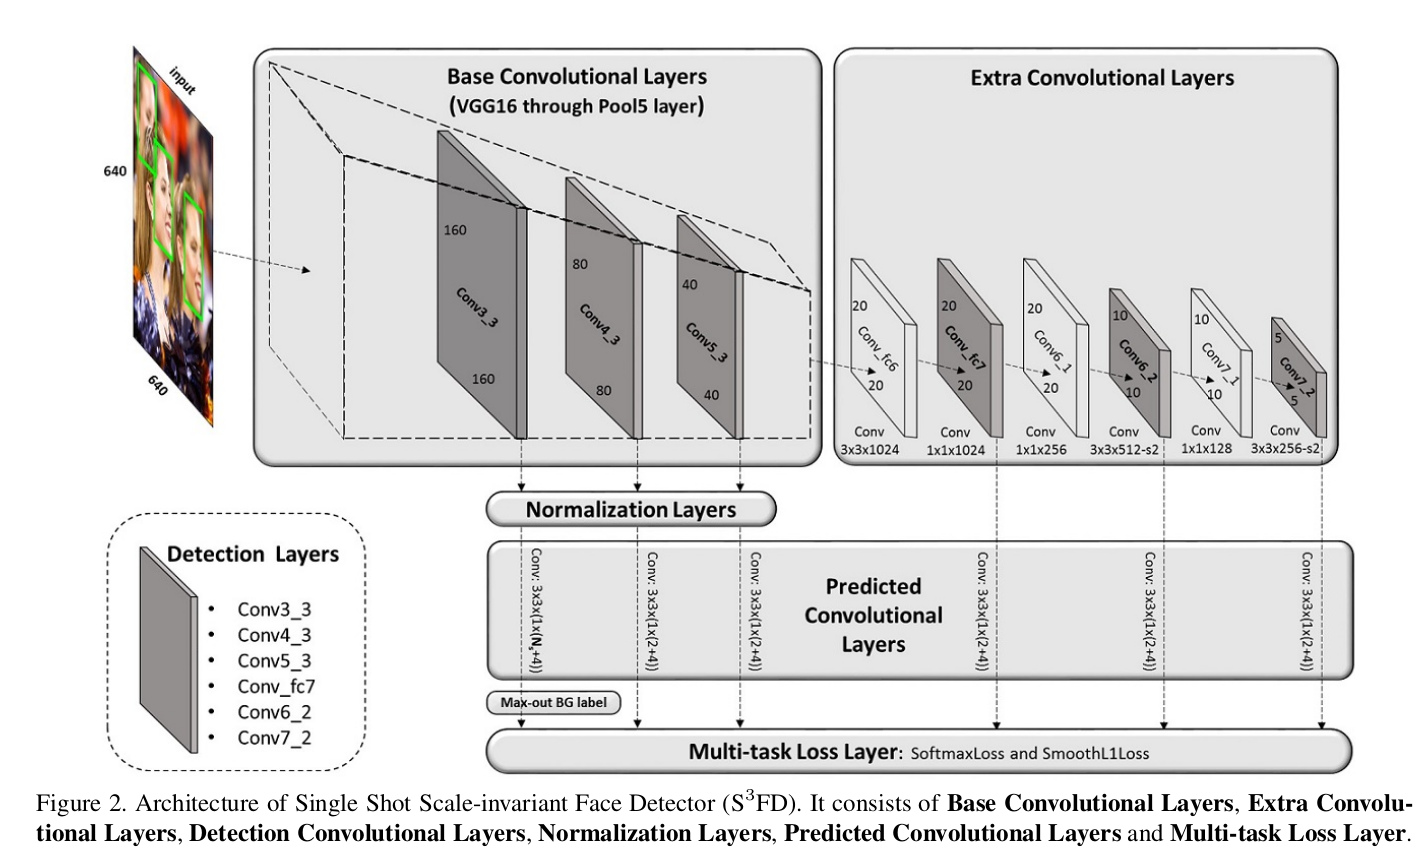 input
640
640
Base Convolutional Layers
(VGG16 through Pool5 layer)
160
Conv3_3
160
80
Conv4_3
80
40
Conv5_3
40
Extra Convolutional Layers
20
Conv_fc6
20
Conv
3x3x1024
20
Conv_fc7
20
Conv
1x1x1024
20
Conv6_1
20
Conv
1x1x256
10
Conv6_2
10
Conv
3x3x512-s2
10
Conv7_1
10
Conv
1x1x128
5
Conv7_2
5
Conv
3x3x256-s2
Normalization Layers
Conv: 3x3x(1x(Ns+4))
Conv: 3x3x(1x(2+4))
Conv: 3x3x(1x(2+4))
Predicted
Convolutional
Layers
Conv: 3x3x(1x(2+4))
Conv: 3x3x(1x(2+4))
Conv: 3x3x(1x(2+4))
Max-out BG label
Multi-task Loss Layer: SoftmaxLoss and SmoothL1Loss
Detection Layers
• Conv3_3
• Conv4_3
• Conv5_3
• Conv_fc7
• Conv6_2
• Conv7_2
Figure 2. Architecture of Single Shot Scale-invariant Face Detector (S³FD). It consists of Base Convolutional Layers, Extra Convolu-
tional Layers, Detection Convolutional Layers, Normalization Layers, Predicted Convolutional Layers and Multi-task Loss Layer.